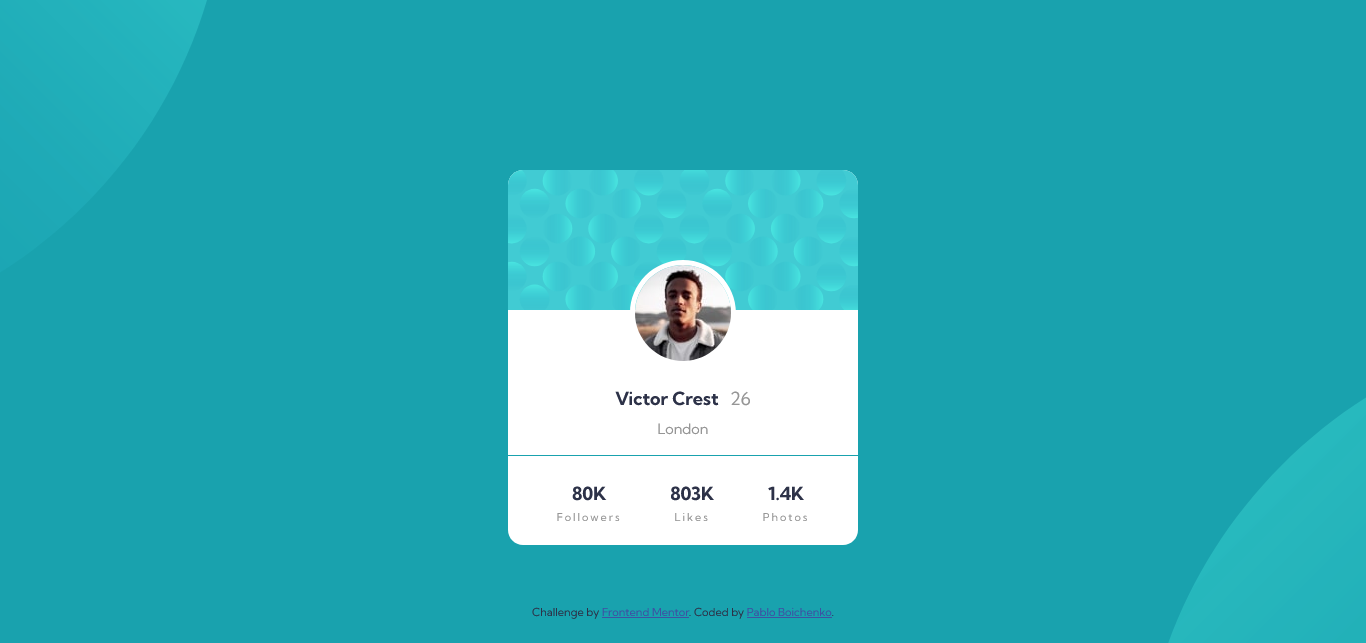 Victor Crest 26
London
80K 803K 1.4K
Followers Likes Photos
Challenge by Frontend Mentor. Coded by Pablo Boichenko.